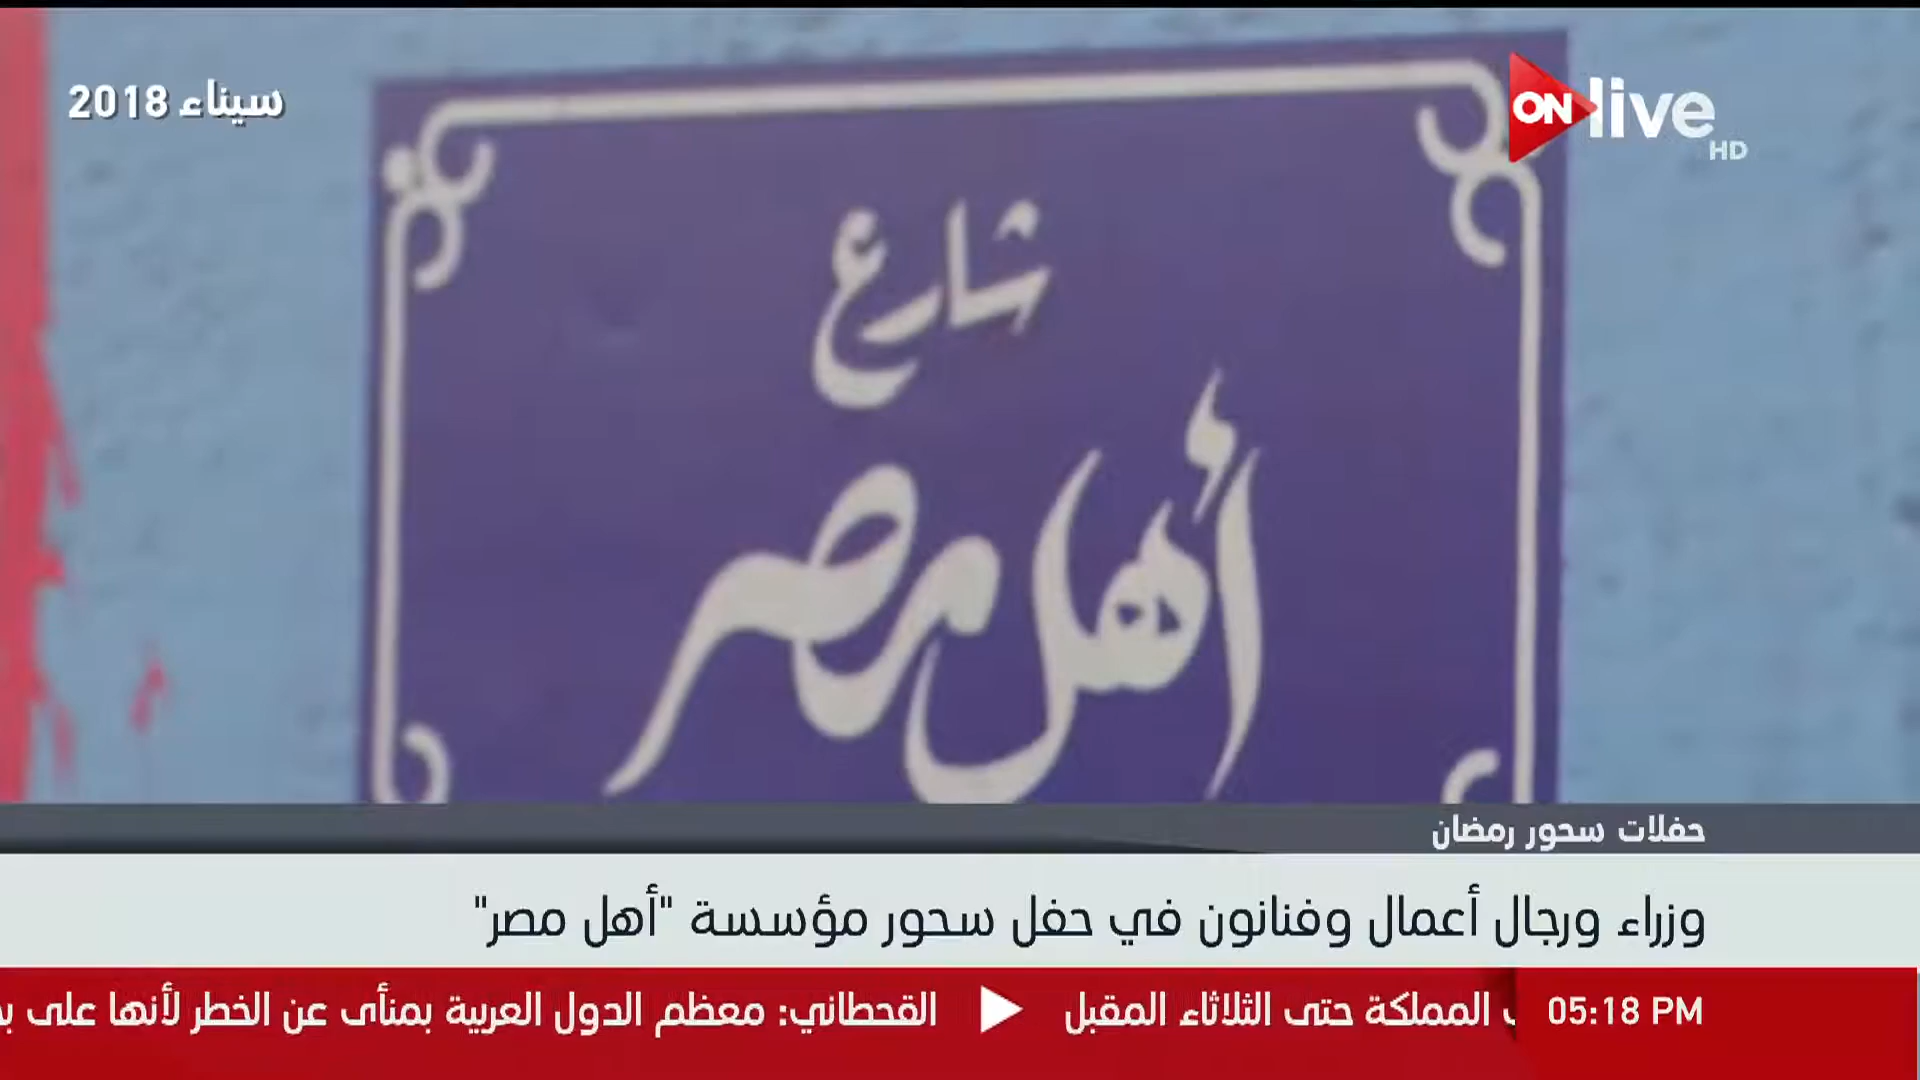 سيناء 2018
ON live
HD
شارع
أهل مصر
حفلات سحور رمضان
وزراء ورجال أعمال وفنانون في حفل سحور مؤسسة "أهل مصر"
05:18 PM
المملكة حتى الثلاثاء المقبل
القحطاني: معظم الدول العربية بمنأى عن الخطر لأنها على